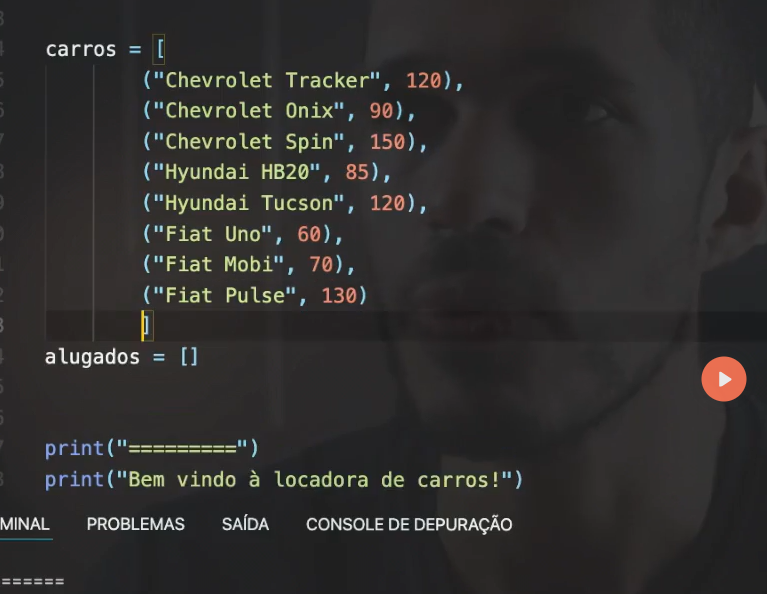 carros = [
("Chevrolet Tracker", 120),
("Chevrolet Onix", 90),
("Chevrolet Spin", 150),
("Hyundai HB20", 85),
("Hyundai Tucson", 120),
("Fiat Uno", 60),
("Fiat Mobi", 70),
("Fiat Pulse", 130)
]
alugados = []
print("=========")
print("Bem vindo à locadora de carros!")
MINAL PROBLEMAS SAÍDA CONSOLE DE DEPURAÇÃO
======